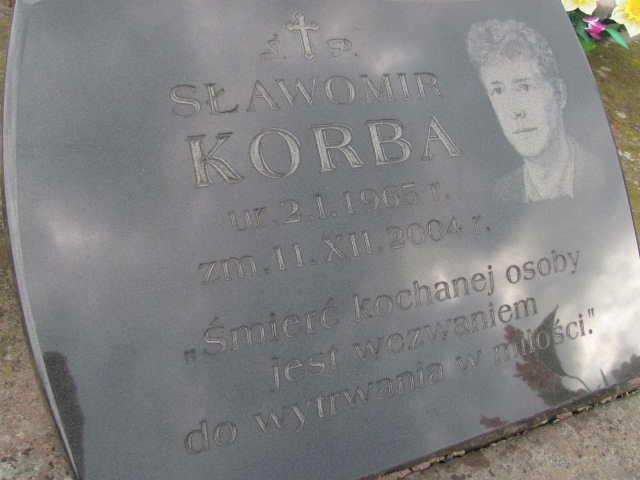 Ś. P.
SŁAWOMIR
KORBA
ur. 2. I. 1965 r.
zm. 11. XII. 2004 r.
"Śmierć kochanej osoby
jest wezwaniem
do wytrwania w miłości."